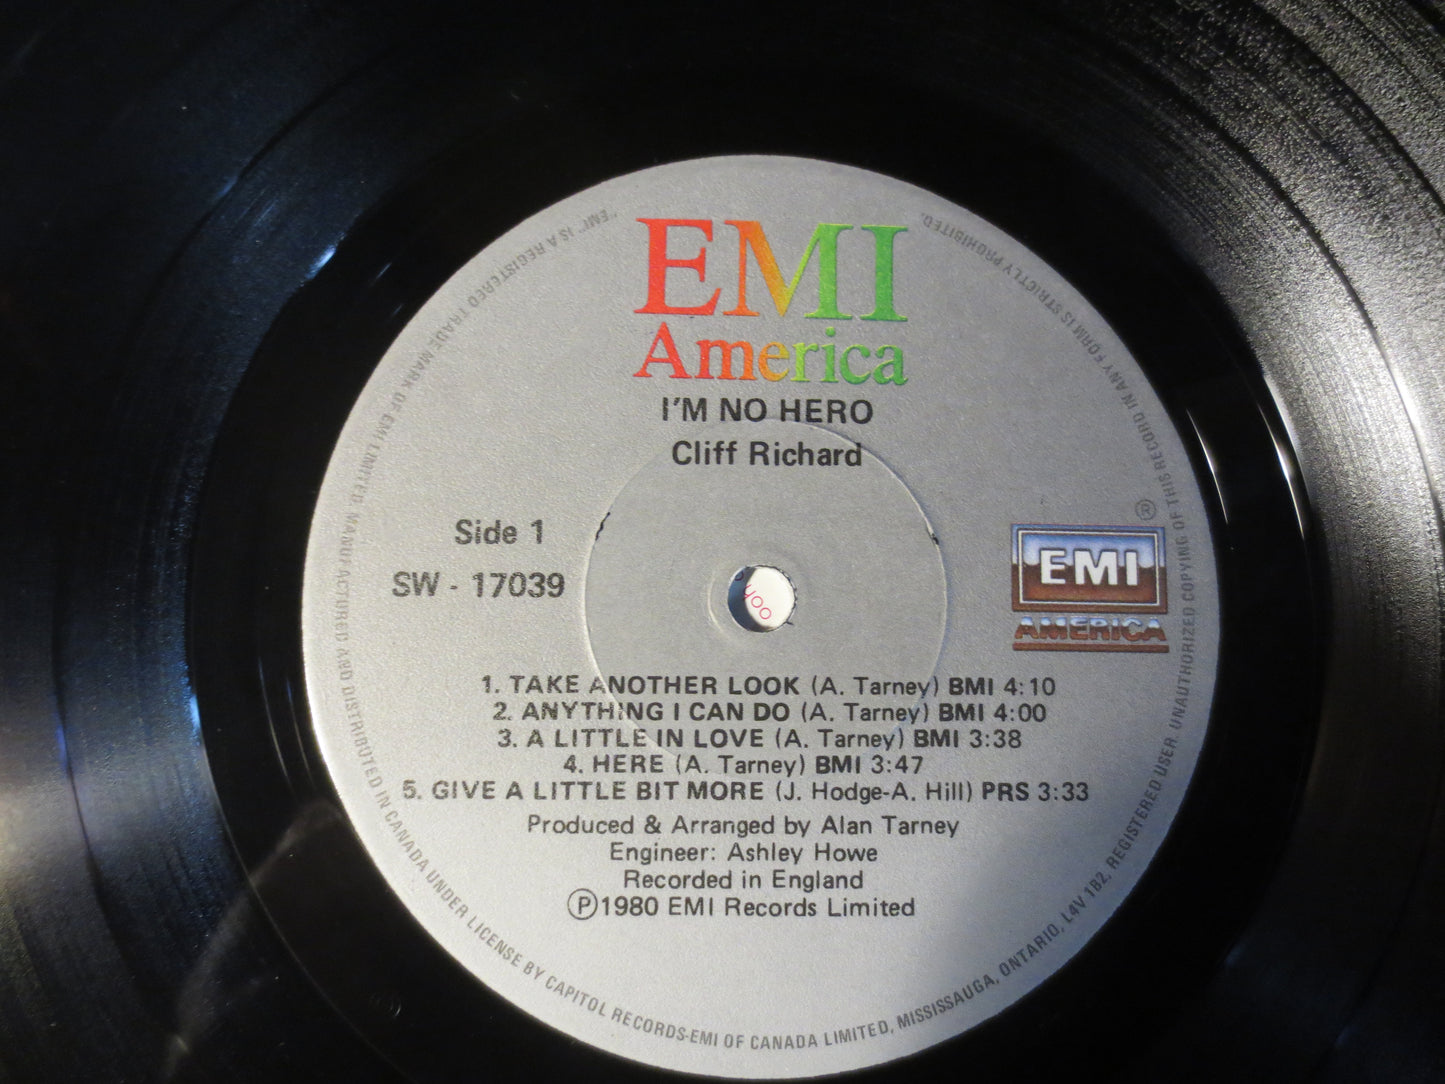 EMI
America
I'M NO HERO
Cliff Richard
Side 1
SW - 17039
®
EMI
AMERICA
1. TAKE ANOTHER LOOK (A. Tarney) BMI 4:10
2. ANYTHING I CAN DO (A. Tarney) BMI 4:00
3. A LITTLE IN LOVE (A. Tarney) BMI 3:38
4. HERE (A. Tarney) BMI 3:47
5. GIVE A LITTLE BIT MORE (J. Hodge-A. Hill) PRS 3:33
Produced & Arranged by Alan Tarney
Engineer: Ashley Howe
Recorded in England
Ⓟ1980 EMI Records Limited
"EMI" IS A REGISTERED TRADE MARK OF EMI LIMITED. MANUFACTURED AND DISTRIBUTED IN CANADA UNDER LICENSE BY CAPITOL RECORDS-EMI OF CANADA LIMITED, MISSISSAUGA, ONTARIO, L4V 1B2, REGISTERED USER. UNAUTHORIZED COPYING OF THIS RECORD IN ANY FORM IS STRICTLY PROHIBITED.